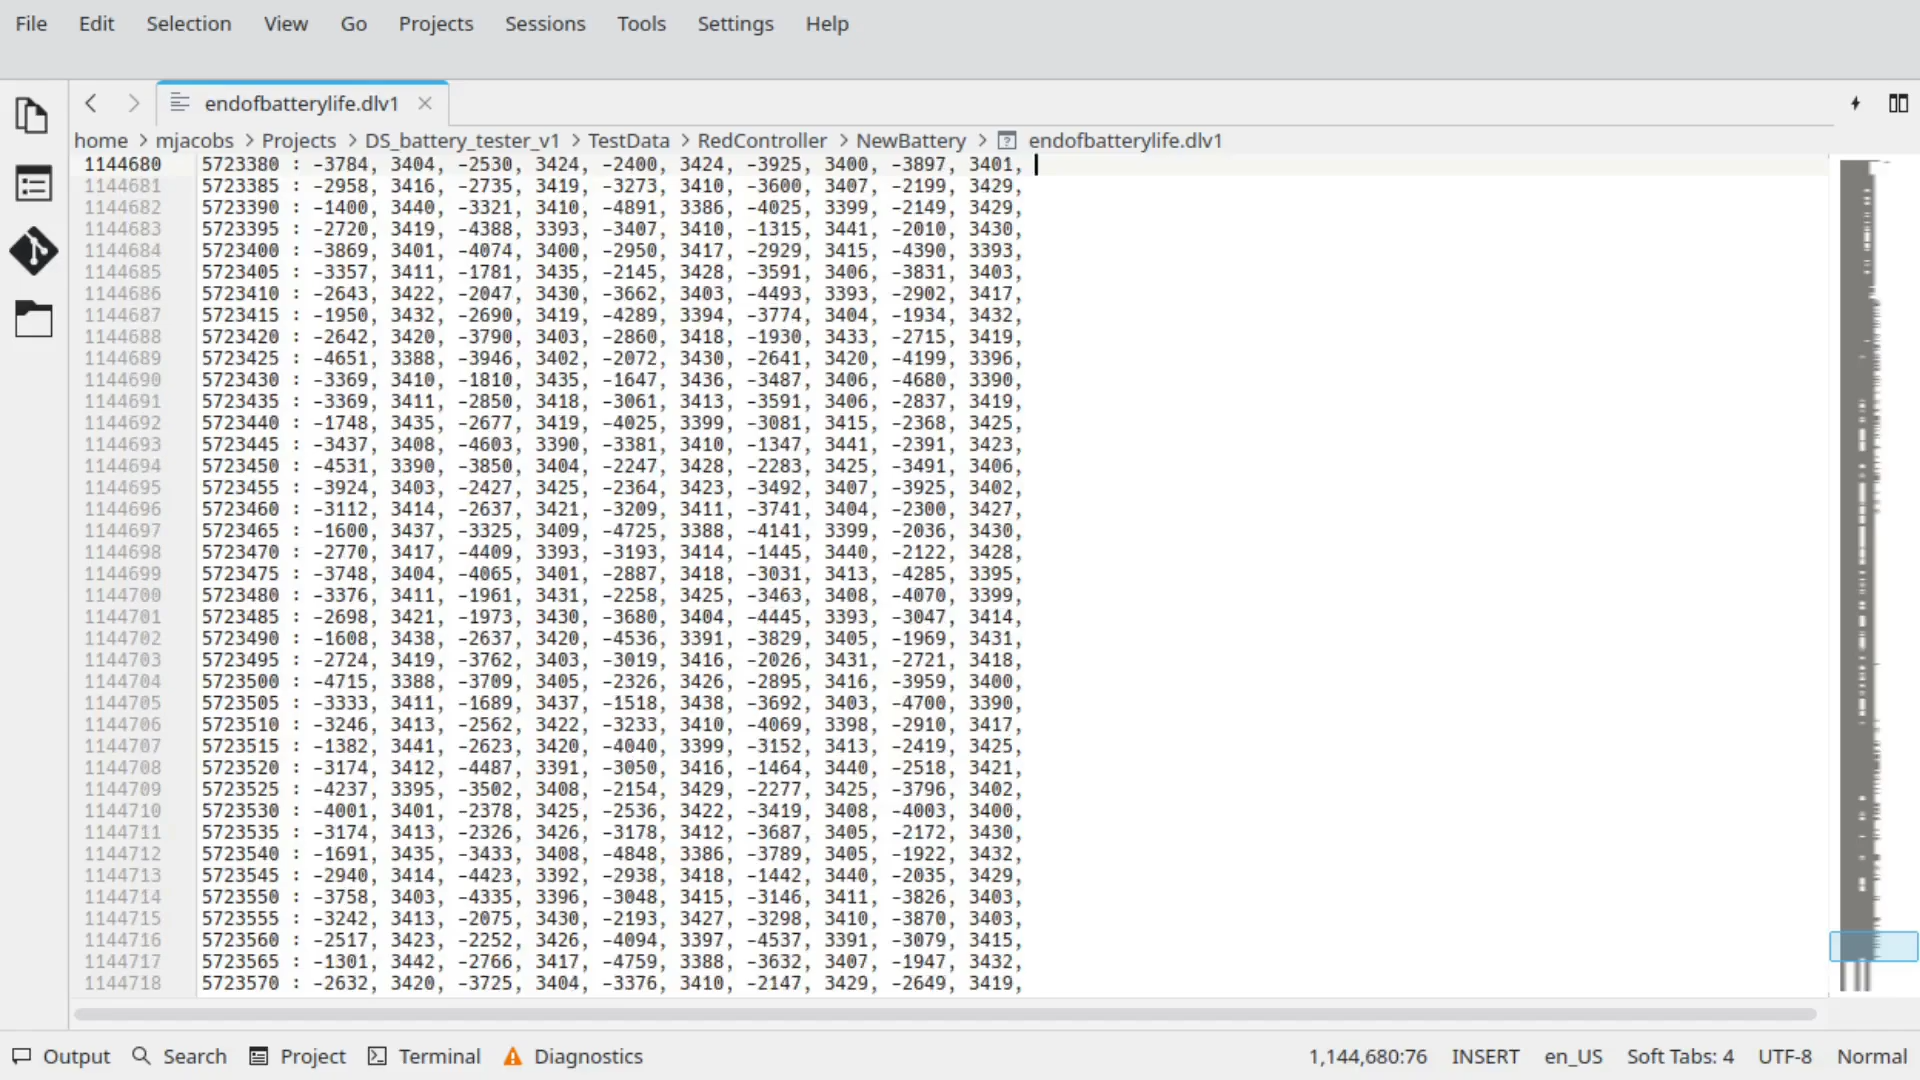 File Edit Selection View Go Projects Sessions Tools Settings Help
endofbatterylife.dlv1
home > mjacobs > Projects > DS_battery_tester_v1 > TestData > RedController > NewBattery > endofbatterylife.dlv1
1144680 5723380 : -3784, 3404, -2530, 3424, -2400, 3424, -3925, 3400, -3897, 3401,
1144681 5723385 : -2958, 3416, -2735, 3419, -3273, 3410, -3600, 3407, -2199, 3429,
1144682 5723390 : -1400, 3440, -3321, 3410, -4891, 3386, -4025, 3399, -2149, 3429,
1144683 5723395 : -2720, 3419, -4388, 3393, -3407, 3410, -1315, 3441, -2010, 3430,
1144684 5723400 : -3869, 3401, -4074, 3400, -2950, 3417, -2929, 3415, -4390, 3393,
1144685 5723405 : -3357, 3411, -1781, 3435, -2145, 3428, -3591, 3406, -3831, 3403,
1144686 5723410 : -2643, 3422, -2047, 3430, -3662, 3403, -4493, 3393, -2902, 3417,
1144687 5723415 : -1950, 3432, -2690, 3419, -4289, 3394, -3774, 3404, -1934, 3432,
1144688 5723420 : -2642, 3420, -3790, 3403, -2860, 3418, -1930, 3433, -2715, 3419,
1144689 5723425 : -4651, 3388, -3946, 3402, -2072, 3430, -2641, 3420, -4199, 3396,
1144690 5723430 : -3369, 3410, -1810, 3435, -1647, 3436, -3487, 3406, -4680, 3390,
1144691 5723435 : -3369, 3411, -2850, 3418, -3061, 3413, -3591, 3406, -2837, 3419,
1144692 5723440 : -1748, 3435, -2677, 3419, -4025, 3399, -3081, 3415, -2368, 3425,
1144693 5723445 : -3437, 3408, -4603, 3390, -3381, 3410, -1347, 3441, -2391, 3423,
1144694 5723450 : -4531, 3390, -3850, 3404, -2247, 3428, -2283, 3425, -3491, 3406,
1144695 5723455 : -3924, 3403, -2427, 3425, -2364, 3423, -3492, 3407, -3925, 3402,
1144696 5723460 : -3112, 3414, -2637, 3421, -3209, 3411, -3741, 3404, -2300, 3427,
1144697 5723465 : -1600, 3437, -3325, 3409, -4725, 3388, -4141, 3399, -2036, 3430,
1144698 5723470 : -2770, 3417, -4409, 3393, -3193, 3414, -1445, 3440, -2122, 3428,
1144699 5723475 : -3748, 3404, -4065, 3401, -2887, 3418, -3031, 3413, -4285, 3395,
1144700 5723480 : -3376, 3411, -1961, 3431, -2258, 3425, -3463, 3408, -4070, 3399,
1144701 5723485 : -2698, 3421, -1973, 3430, -3680, 3404, -4445, 3393, -3047, 3414,
1144702 5723490 : -1608, 3438, -2637, 3420, -4536, 3391, -3829, 3405, -1969, 3431,
1144703 5723495 : -2724, 3419, -3762, 3403, -3019, 3416, -2026, 3431, -2721, 3418,
1144704 5723500 : -4715, 3388, -3709, 3405, -2326, 3426, -2895, 3416, -3959, 3400,
1144705 5723505 : -3333, 3411, -1689, 3437, -1518, 3438, -3692, 3403, -4700, 3390,
1144706 5723510 : -3246, 3413, -2562, 3422, -3233, 3410, -4069, 3398, -2910, 3417,
1144707 5723515 : -1382, 3441, -2623, 3420, -4040, 3399, -3152, 3413, -2419, 3425,
1144708 5723520 : -3174, 3412, -4487, 3391, -3050, 3416, -1464, 3440, -2518, 3421,
1144709 5723525 : -4237, 3395, -3502, 3408, -2154, 3429, -2277, 3425, -3796, 3402,
1144710 5723530 : -4001, 3401, -2378, 3425, -2536, 3422, -3419, 3408, -4003, 3400,
1144711 5723535 : -3174, 3413, -2326, 3426, -3178, 3412, -3687, 3405, -2172, 3430,
1144712 5723540 : -1691, 3435, -3433, 3408, -4848, 3386, -3789, 3405, -1922, 3432,
1144713 5723545 : -2940, 3414, -4423, 3392, -2938, 3418, -1442, 3440, -2035, 3429,
1144714 5723550 : -3758, 3403, -4335, 3396, -3048, 3415, -3146, 3411, -3826, 3403,
1144715 5723555 : -3242, 3413, -2075, 3430, -2193, 3427, -3298, 3410, -3870, 3403,
1144716 5723560 : -2517, 3423, -2252, 3426, -4094, 3397, -4537, 3391, -3079, 3415,
1144717 5723565 : -1301, 3442, -2766, 3417, -4759, 3388, -3632, 3407, -1947, 3432,
1144718 5723570 : -2632, 3420, -3725, 3404, -3376, 3410, -2147, 3429, -2649, 3419,
Output Search Project Terminal Diagnostics 1,144,680:76 INSERT en_US Soft Tabs: 4 UTF-8 Normal